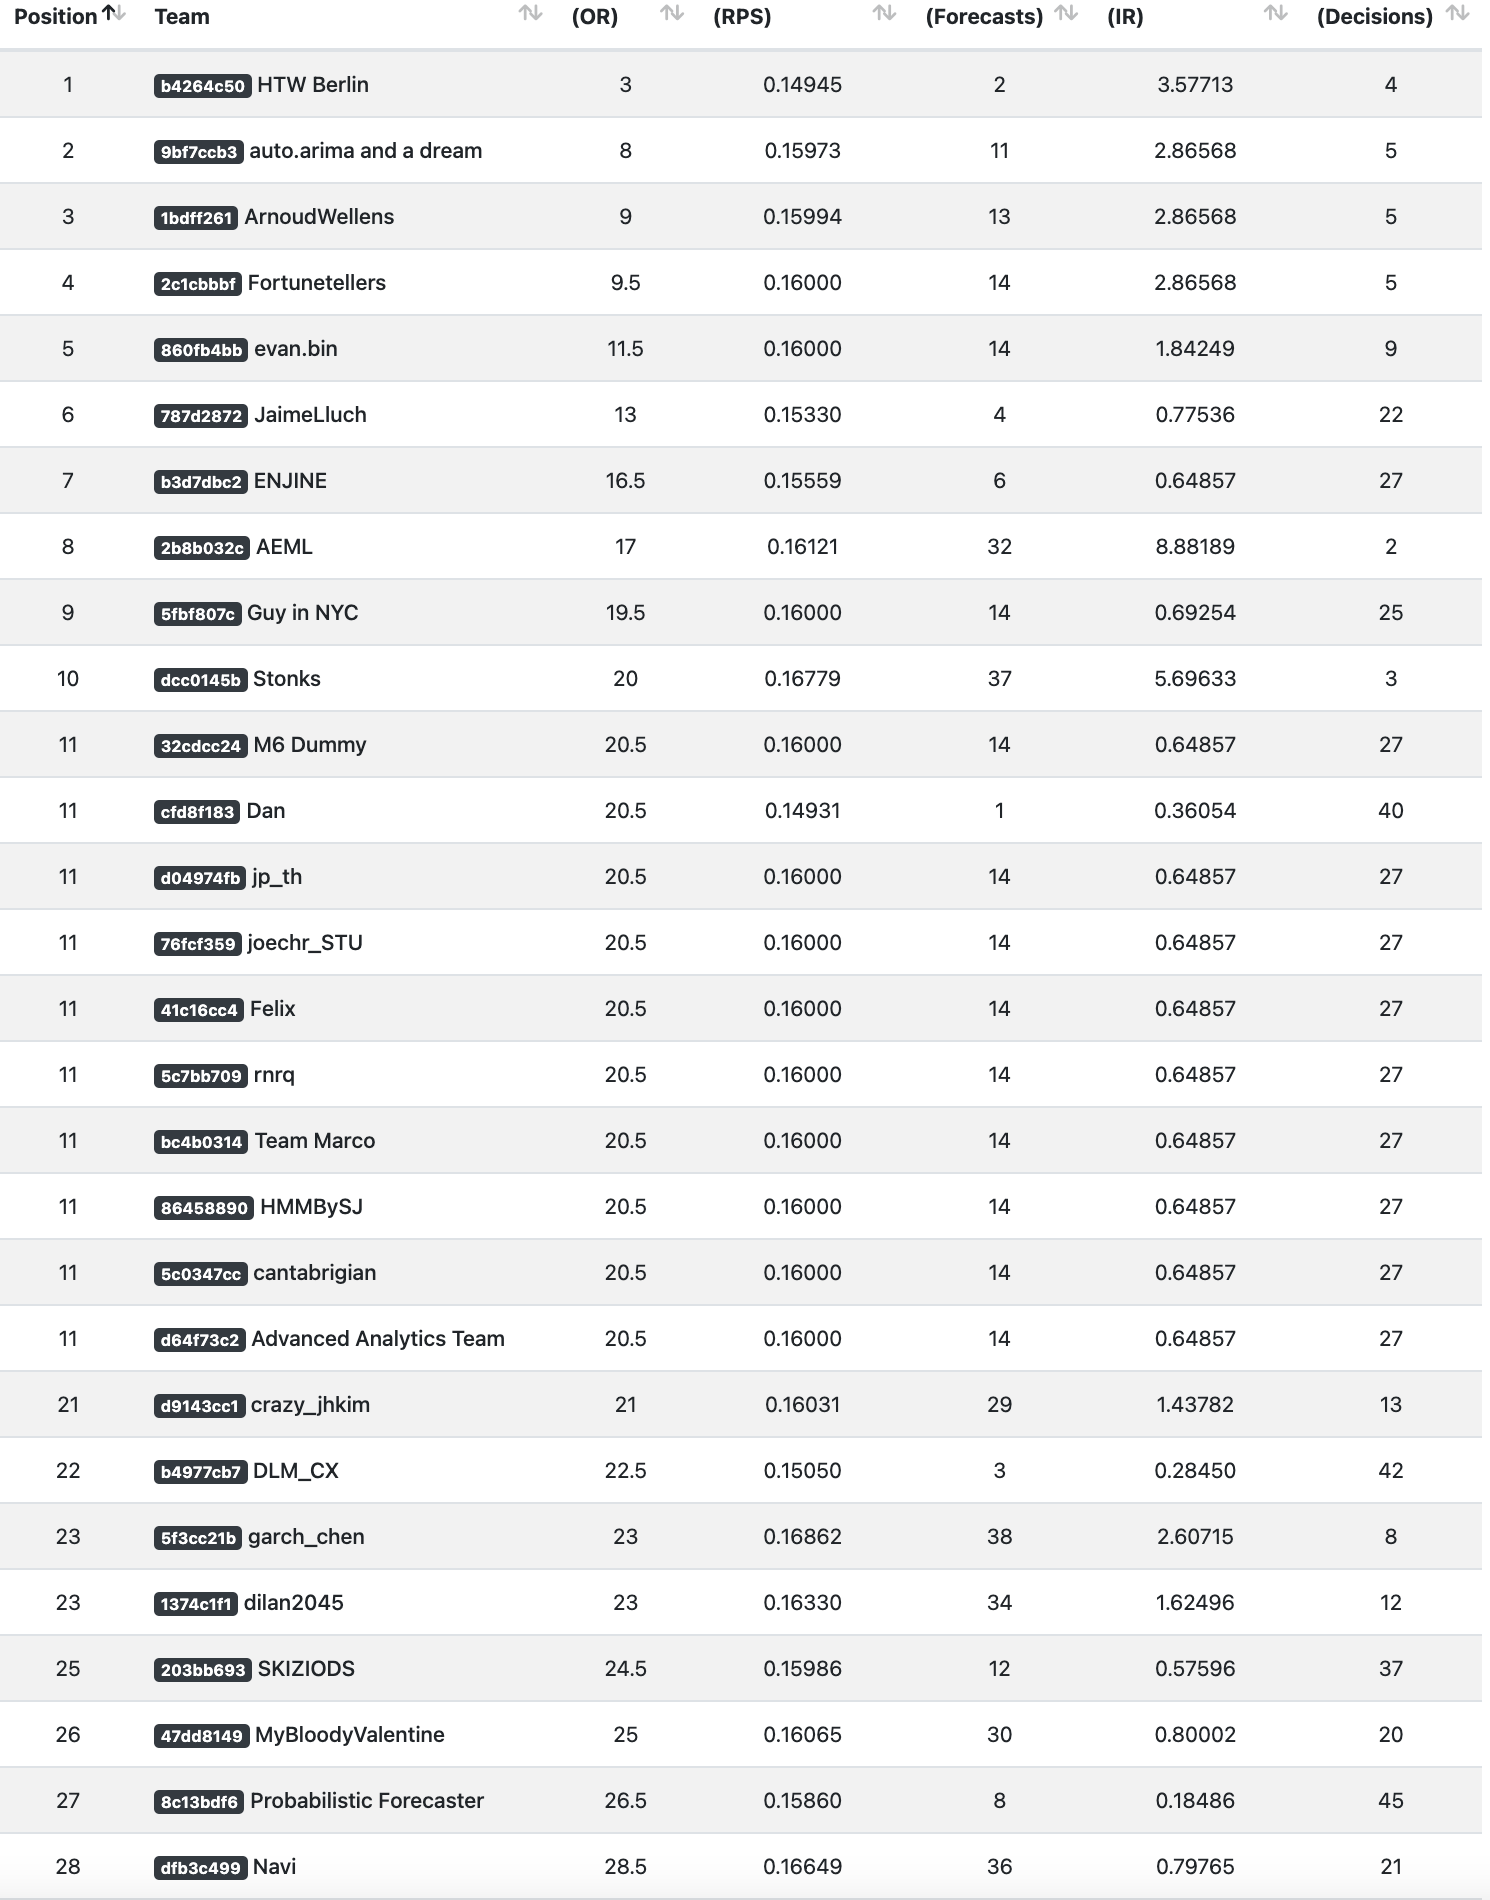 Position Team (OR) (RPS) (Forecasts) (IR) (Decisions)
1 b4264c50 HTW Berlin 3 0.14945 2 3.57713 4
2 9bf7ccb3 auto.arima and a dream 8 0.15973 11 2.86568 5
3 1bdff261 ArnoudWellens 9 0.15994 13 2.86568 5
4 2c1cbbbf Fortunetellers 9.5 0.16000 14 2.86568 5
5 860fb4bb evan.bin 11.5 0.16000 14 1.84249 9
6 787d2872 JaimeLluch 13 0.15330 4 0.77536 22
7 b3d7dbc2 ENJINE 16.5 0.15559 6 0.64857 27
8 2b8b032c AEML 17 0.16121 32 8.88189 2
9 5fbf807c Guy in NYC 19.5 0.16000 14 0.69254 25
10 dcc0145b Stonks 20 0.16779 37 5.69633 3
11 32cdcc24 M6 Dummy 20.5 0.16000 14 0.64857 27
11 cfd8f183 Dan 20.5 0.14931 1 0.36054 40
11 d04974fb jp_th 20.5 0.16000 14 0.64857 27
11 76fcf359 joechr_STU 20.5 0.16000 14 0.64857 27
11 41c16cc4 Felix 20.5 0.16000 14 0.64857 27
11 5c7bb709 rnrq 20.5 0.16000 14 0.64857 27
11 bc4b0314 Team Marco 20.5 0.16000 14 0.64857 27
11 86458890 HMMBySJ 20.5 0.16000 14 0.64857 27
11 5c0347cc cantabrigian 20.5 0.16000 14 0.64857 27
11 d64f73c2 Advanced Analytics Team 20.5 0.16000 14 0.64857 27
21 d9143cc1 crazy_jhkim 21 0.16031 29 1.43782 13
22 b4977cb7 DLM_CX 22.5 0.15050 3 0.28450 42
23 5f3cc21b garch_chen 23 0.16862 38 2.60715 8
23 1374c1f1 dilan2045 23 0.16330 34 1.62496 12
25 203bb693 SKIZIODS 24.5 0.15986 12 0.57596 37
26 47dd8149 MyBloodyValentine 25 0.16065 30 0.80002 20
27 8c13bdf6 Probabilistic Forecaster 26.5 0.15860 8 0.18486 45
28 dfb3c499 Navi 28.5 0.16649 36 0.79765 21